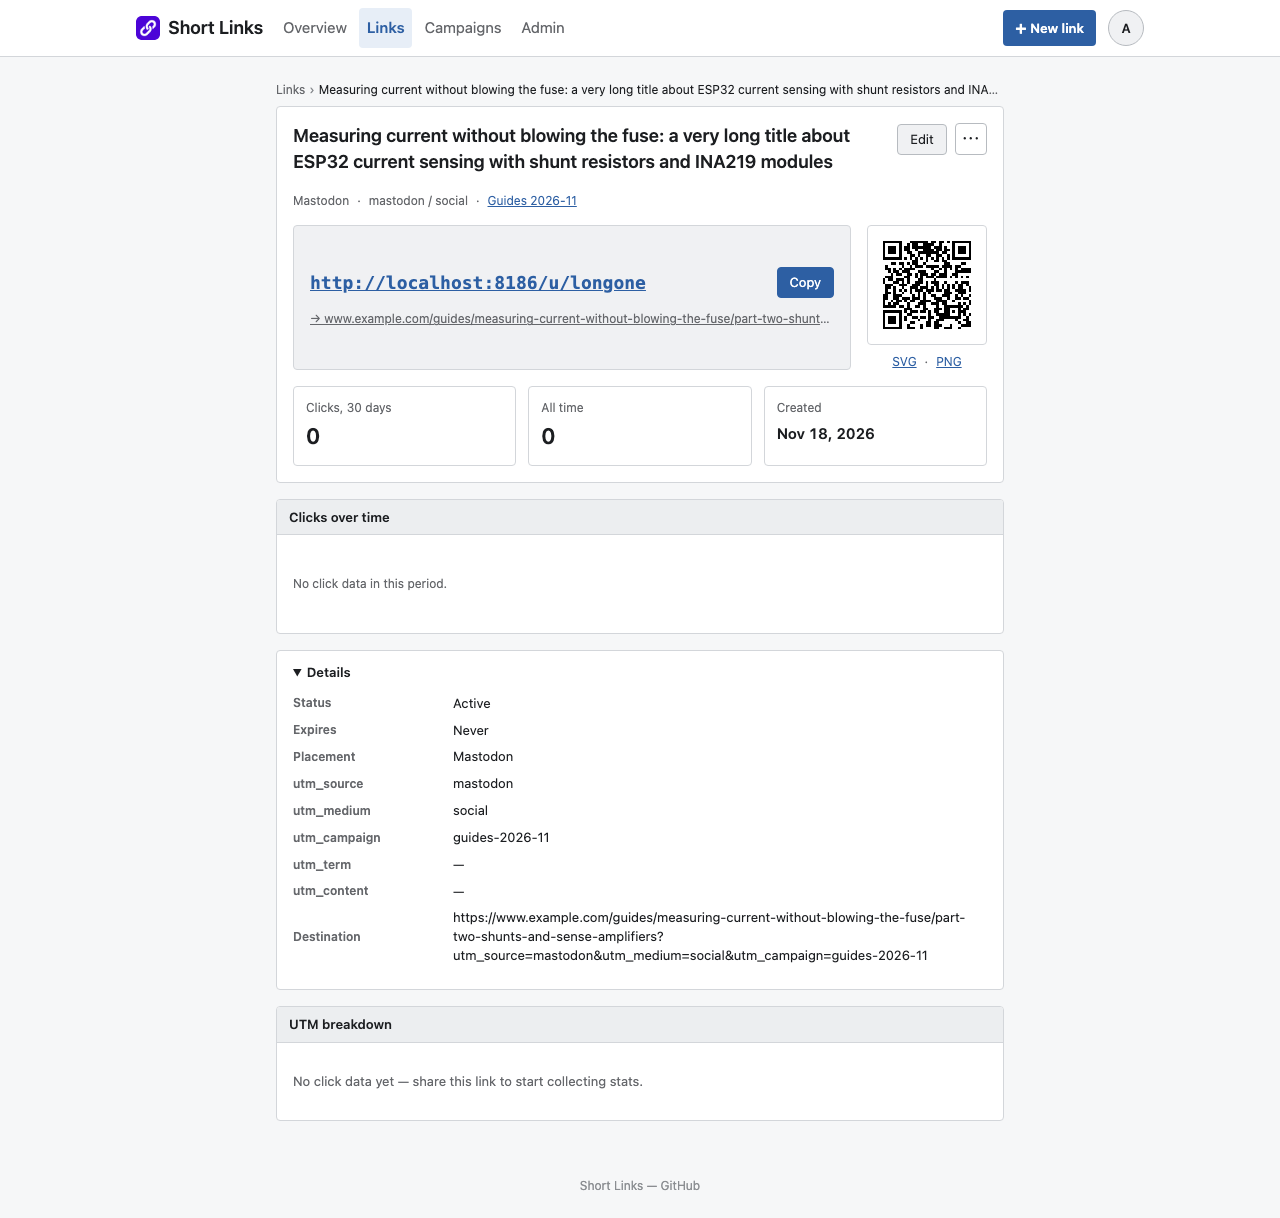 Short Links
Overview
Links
Campaigns
Admin
+ New link
A
Links › Measuring current without blowing the fuse: a very long title about ESP32 current sensing with shunt resistors and INA...
Measuring current without blowing the fuse: a very long title about
ESP32 current sensing with shunt resistors and INA219 modules
Edit
···
Mastodon · mastodon / social · Guides 2026-11
http://localhost:8186/u/longone
Copy
→ www.example.com/guides/measuring-current-without-blowing-the-fuse/part-two-shunt...
SVG · PNG
Clicks, 30 days
0
All time
0
Created
Nov 18, 2026
Clicks over time
No click data in this period.
▼ Details
Status Active
Expires Never
Placement Mastodon
utm_source mastodon
utm_medium social
utm_campaign guides-2026-11
utm_term —
utm_content —
Destination
https://www.example.com/guides/measuring-current-without-blowing-the-fuse/part-
two-shunts-and-sense-amplifiers?
utm_source=mastodon&utm_medium=social&utm_campaign=guides-2026-11
UTM breakdown
No click data yet — share this link to start collecting stats.
Short Links — GitHub